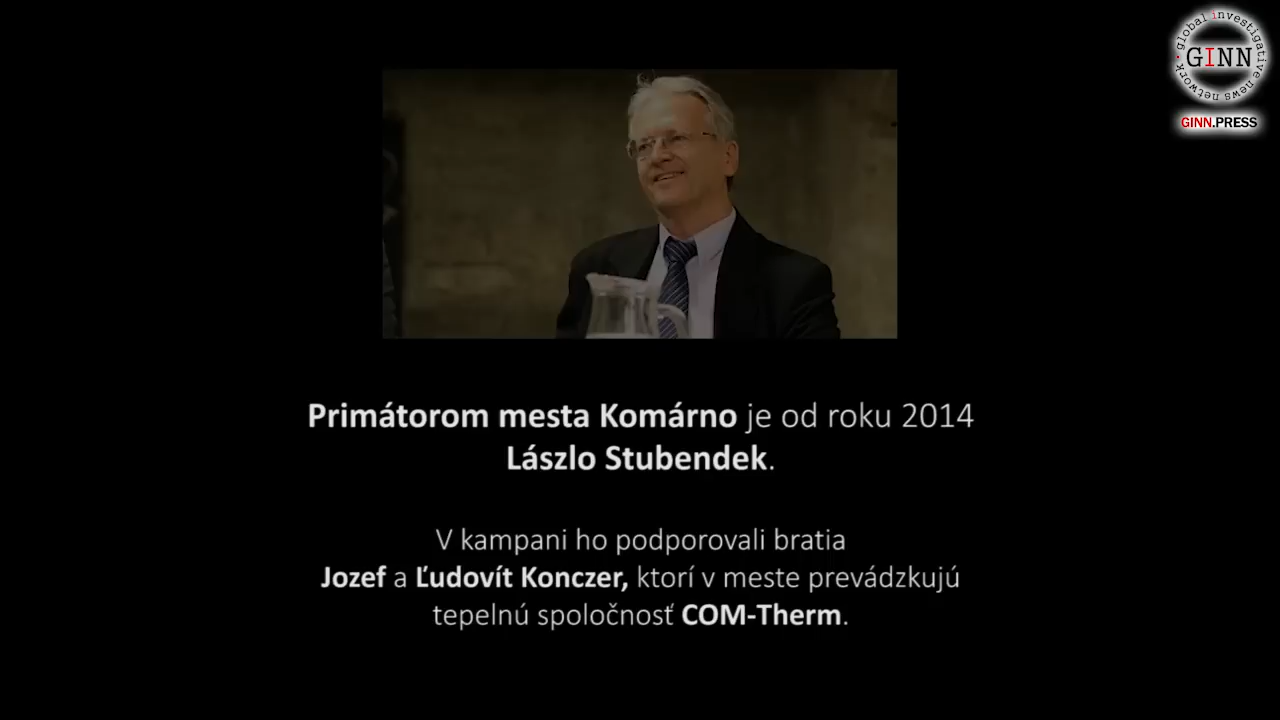 global investigative news network
GINN
GINN.PRESS
Primátorom mesta Komárno je od roku 2014
Lászlo Stubendek.
V kampani ho podporovali bratia
Jozef a Ľudovít Konczer, ktorí v meste prevádzkujú
tepelnú spoločnosť COM-Therm.